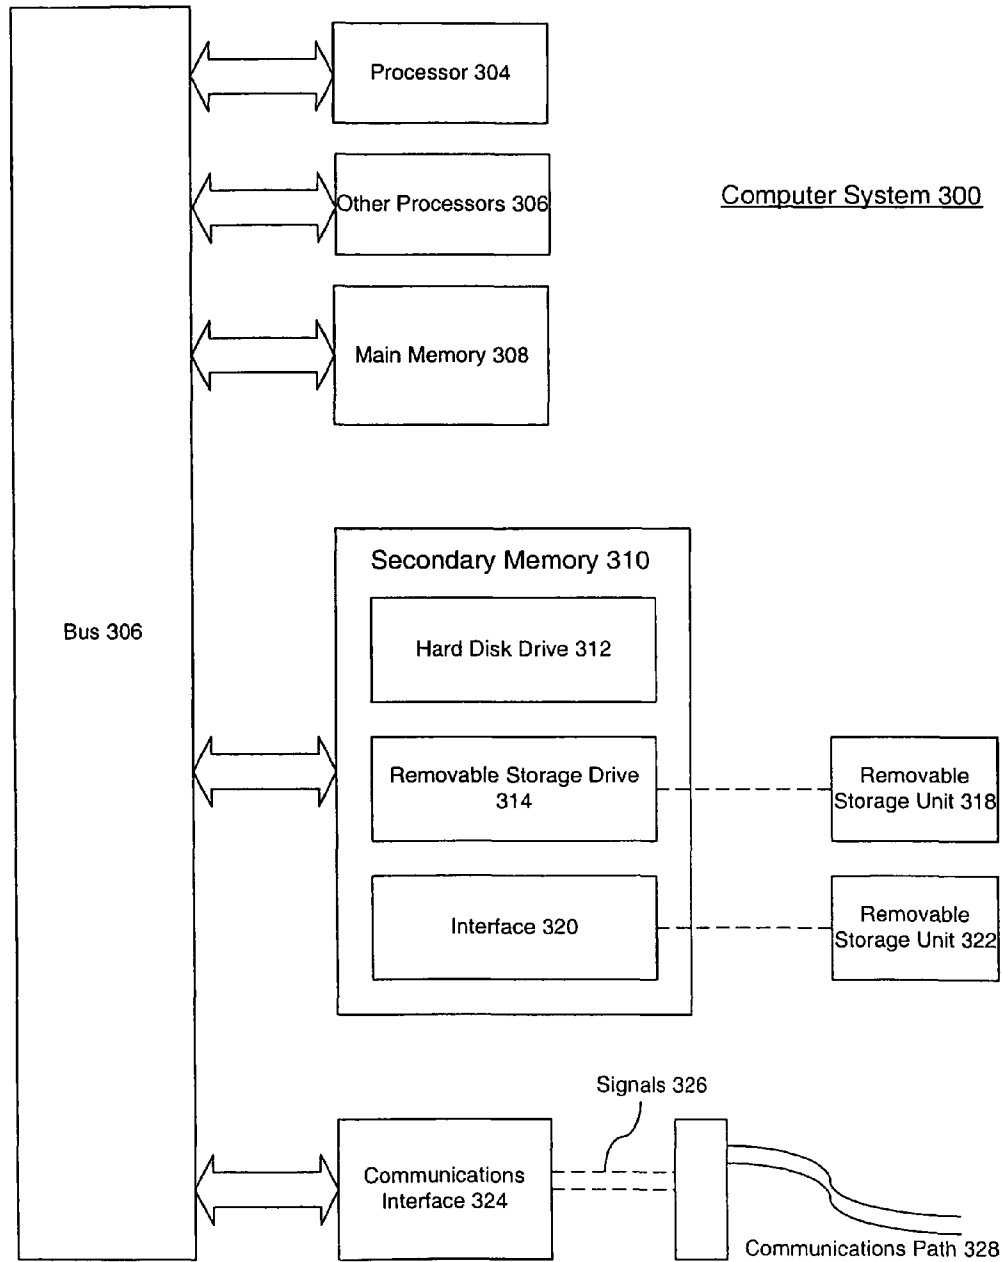 Processor 304
Other Processors 306
Computer System 300
Main Memory 308
Secondary Memory 310
Hard Disk Drive 312
Bus 306
Removable Storage Drive
314
Removable
Storage Unit 318
Interface 320
Removable
Storage Unit 322
Signals 326
Communications
Interface 324
Communications Path 328